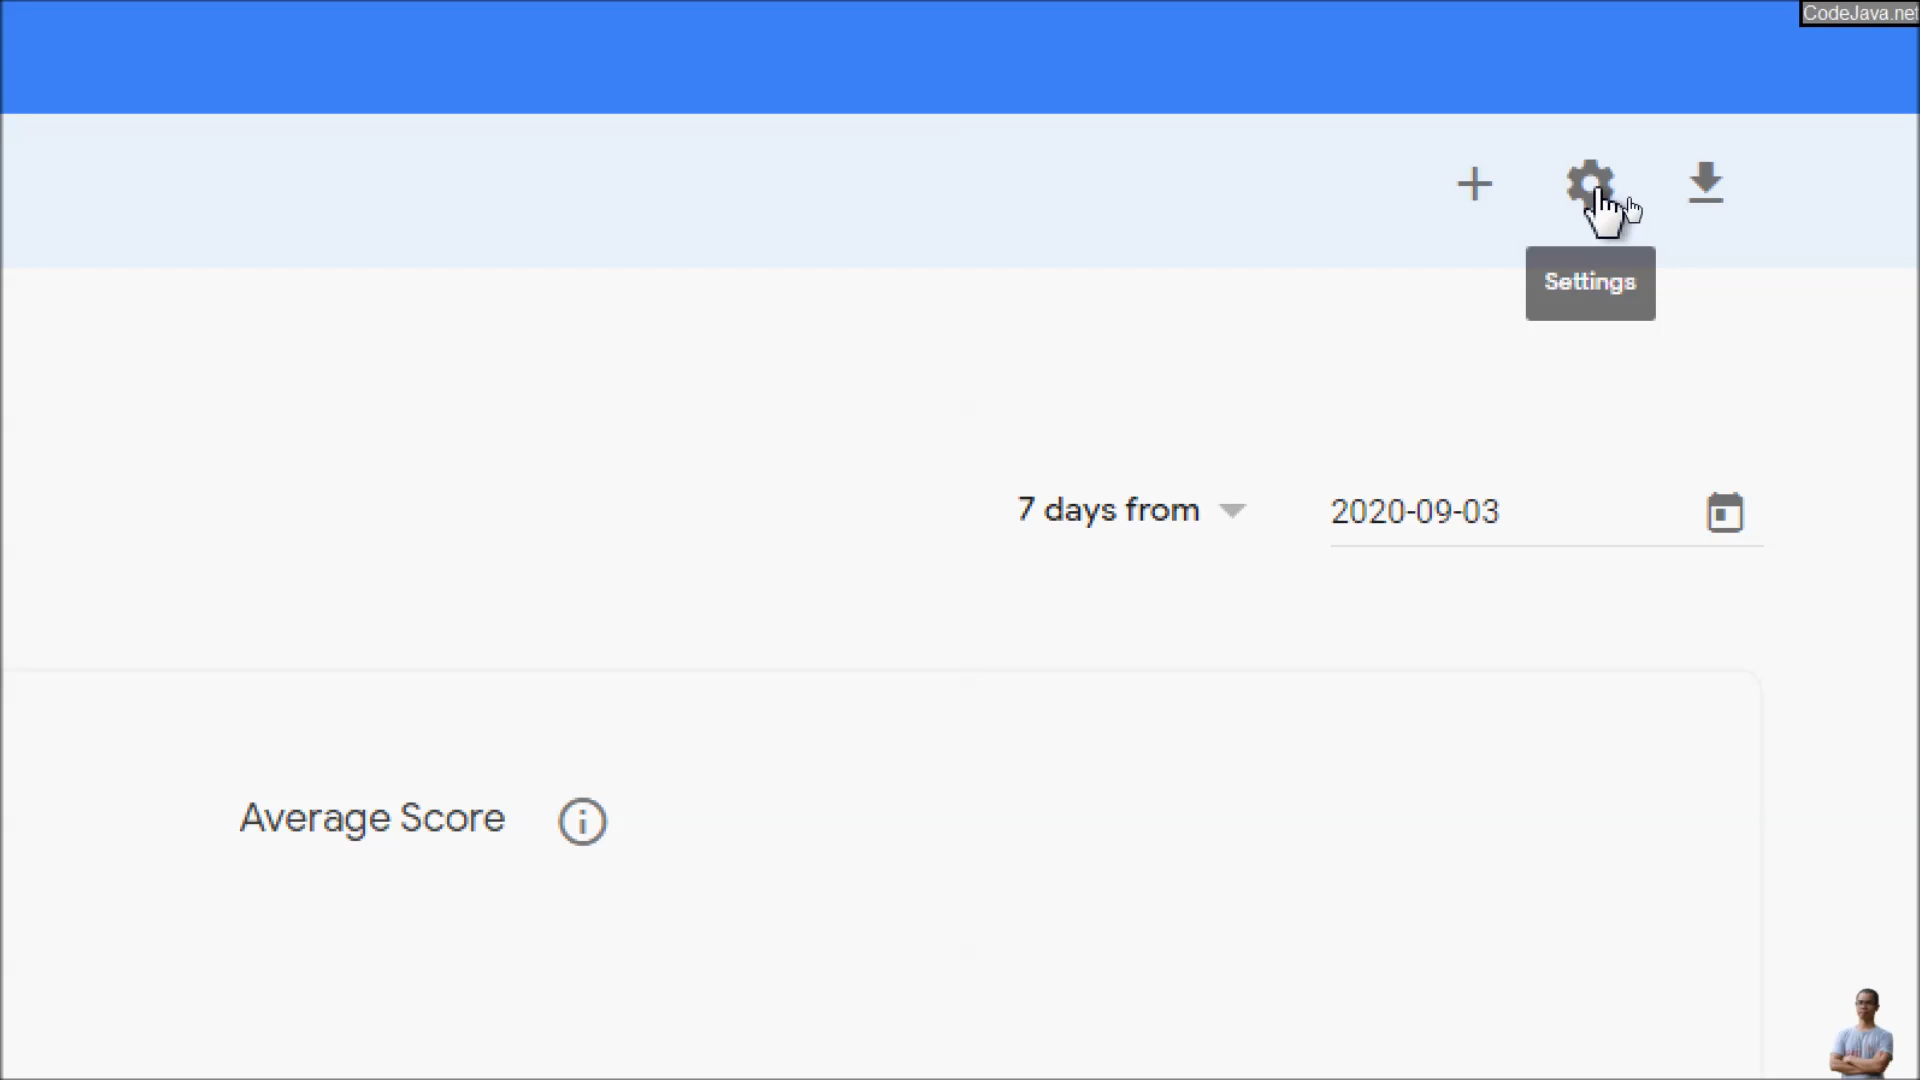 CodeJava.net
Settings
7 days from
2020-09-03
Average Score